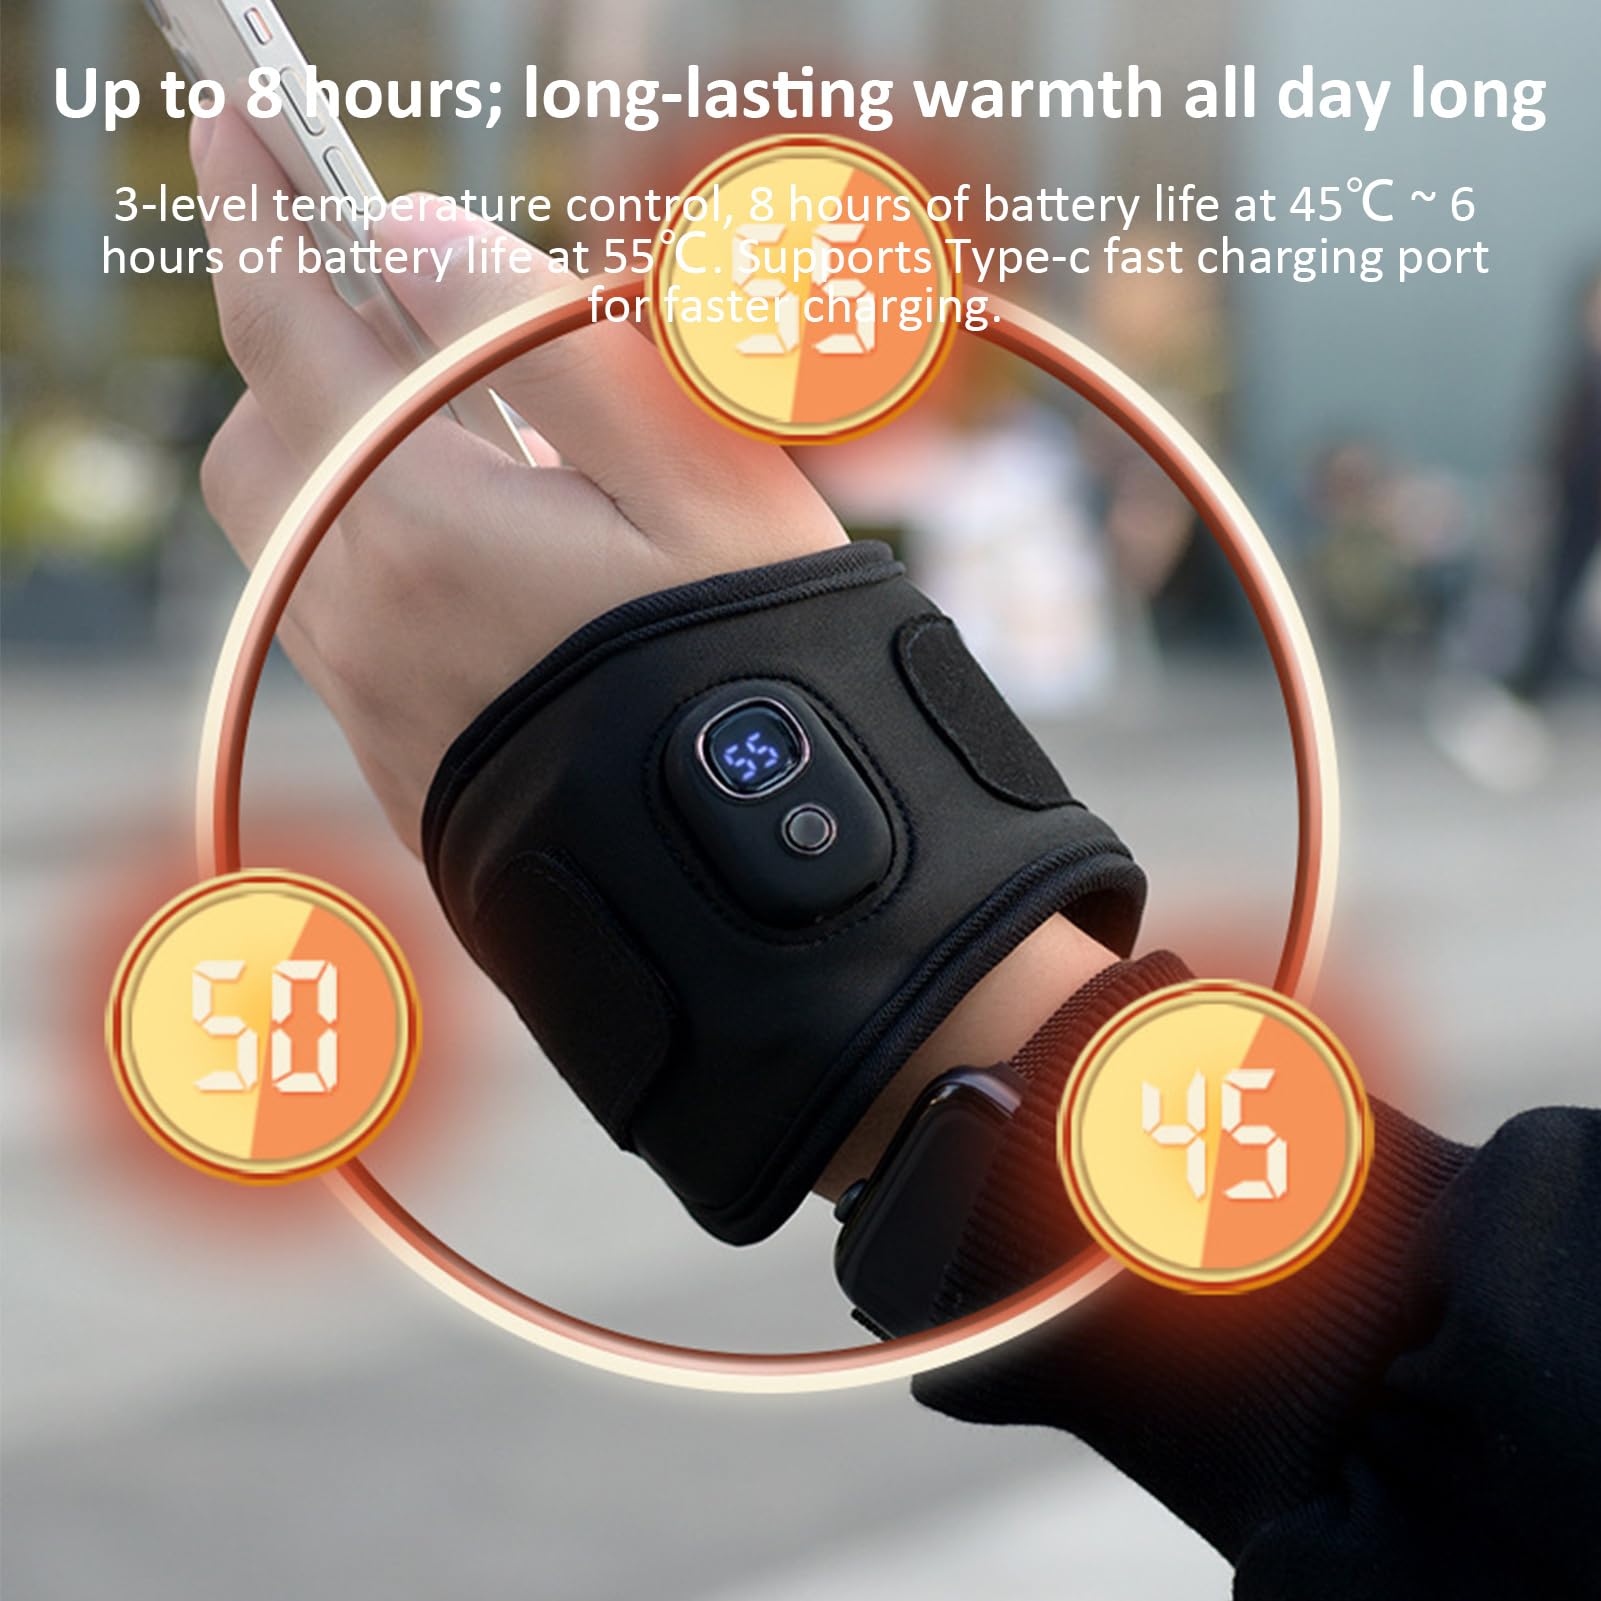 Up to 8 hours; long-lasting warmth all day long
3-level temperature control, 8 hours of battery life at 45℃ ~ 6
hours of battery life at 55℃. Supports Type-c fast charging port
for faster charging.
55
55
50
45